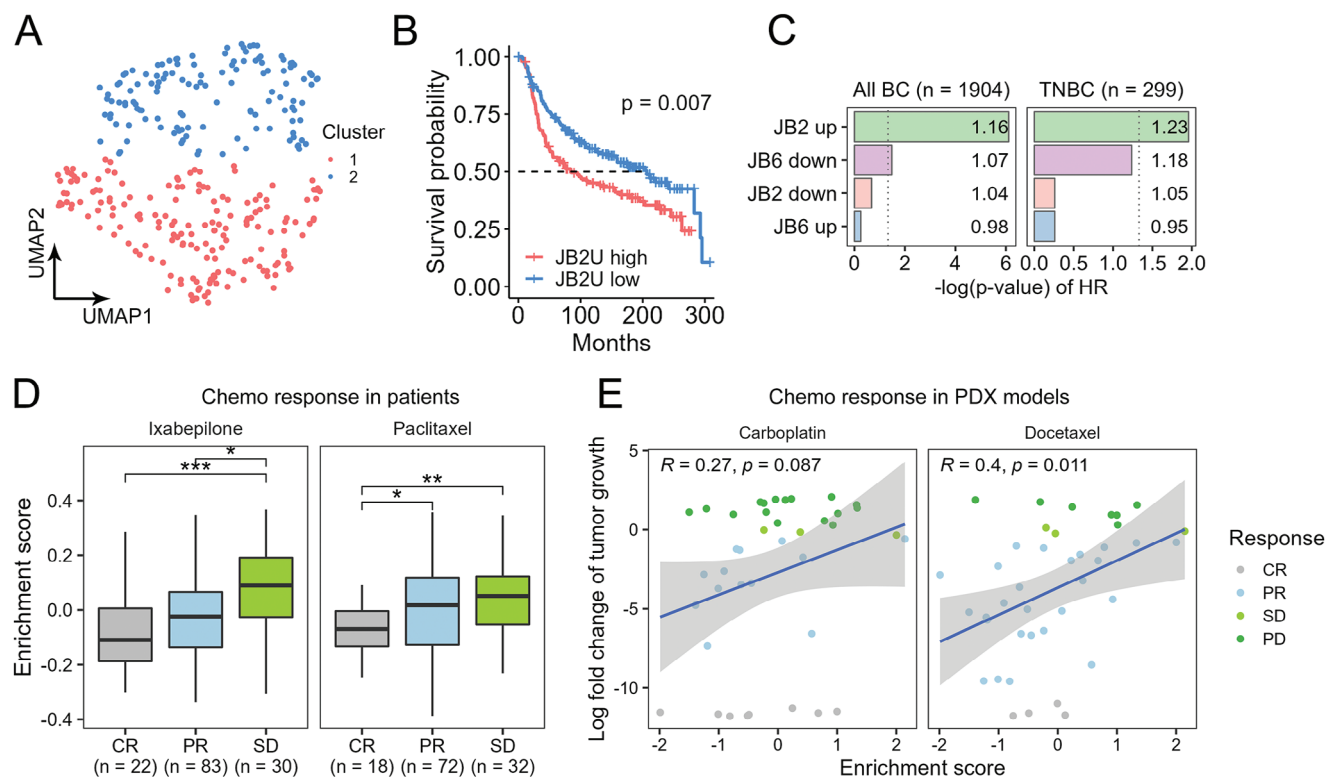 A
UMAP2
UMAP1
Cluster
1
2
B
Survival probability
1.00
0.75
0.50
0.25
0.00
p = 0.007
JB2U high
JB2U low
0 100 200 300
Months
C
All BC (n = 1904) TNBC (n = 299)
JB2 up 1.16 1.23
JB6 down 1.07 1.18
JB2 down 1.04 1.05
JB6 up 0.98 0.95
0 2 4 6 0.0 0.5 1.0 1.5 2.0
-log(p-value) of HR
D
Chemo response in patients
Ixabepilone Paclitaxel
* *** ** *
Enrichment score
0.4
0.2
0.0
-0.2
-0.4
CR PR SD CR PR SD
(n = 22) (n = 83) (n = 30) (n = 18) (n = 72) (n = 32)
E
Chemo response in PDX models
Carboplatin Docetaxel
R = 0.27, p = 0.087 R = 0.4, p = 0.011
Log fold change of tumor growth
5
0
-5
-10
-2 -1 0 1 2 -2 -1 0 1 2
Enrichment score
Response
CR
PR
SD
PD